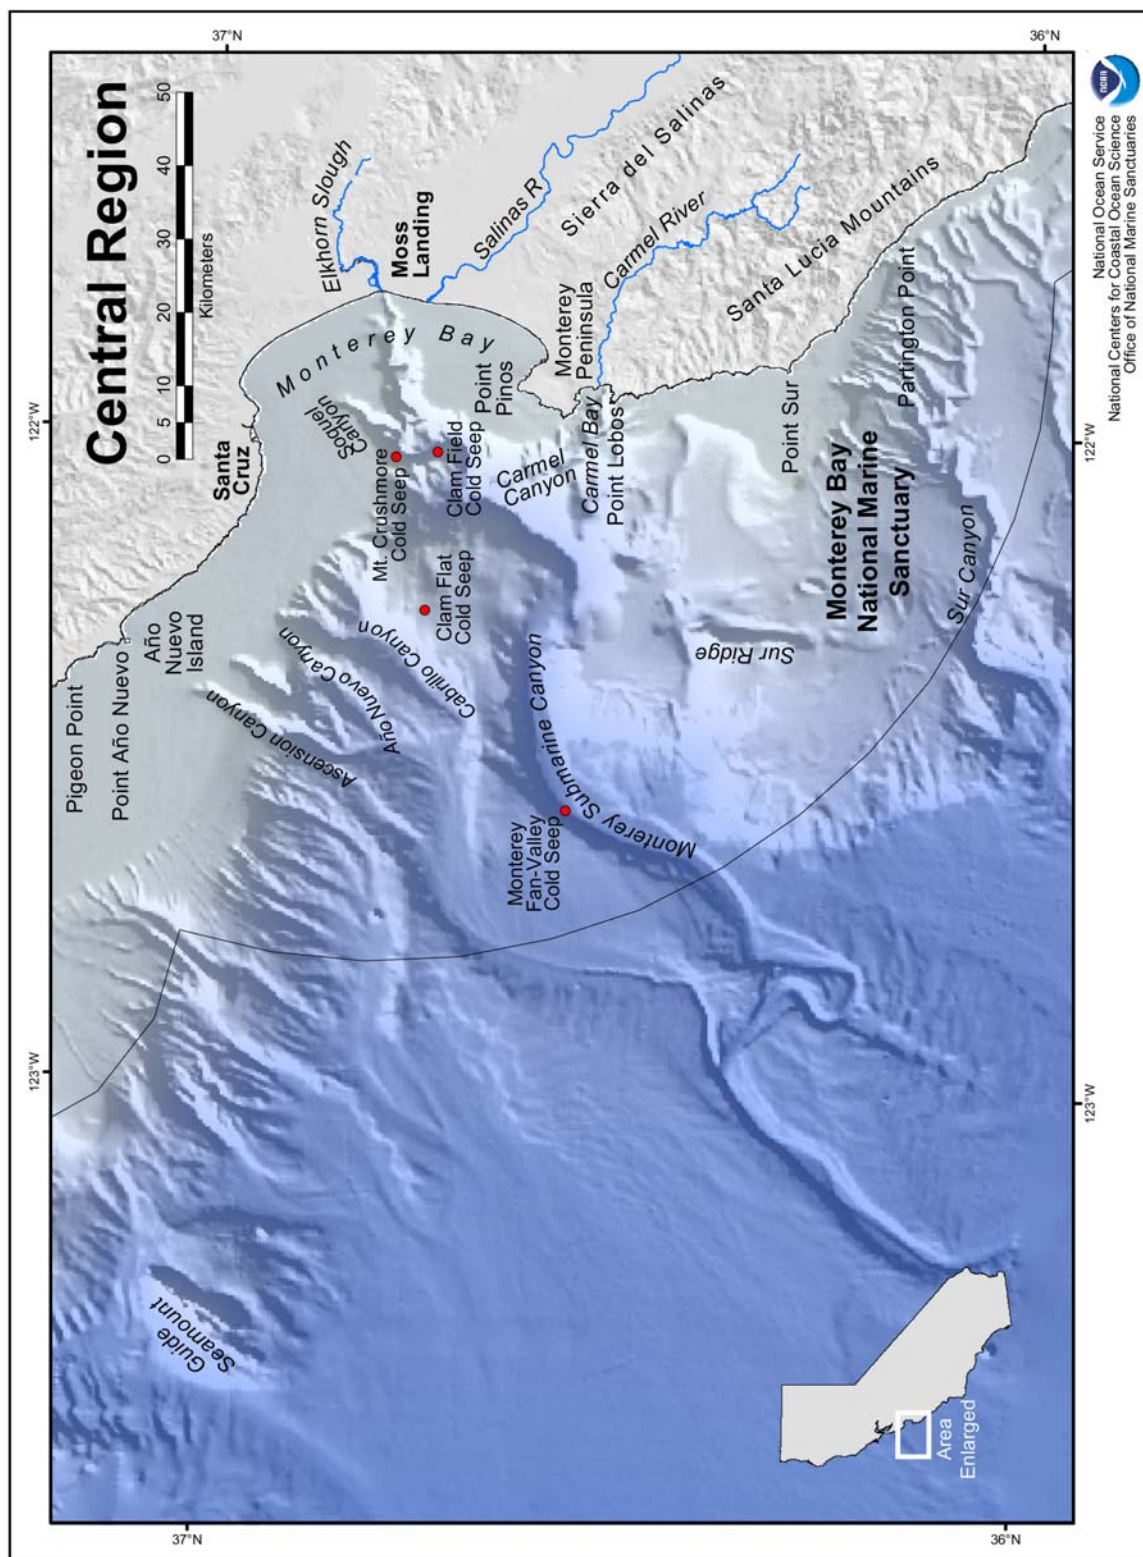 Central Region
0 5 10 20 30 40 50
Kilometers
37°N
36°N
122°W
123°W
122°W
123°W
37°N
36°N
Pigeon Point
Point Año Nuevo
Año
Nuevo
Island
Santa
Cruz
Elkhorn Slough
Moss
Landing
Salinas R
Sierra del Salinas
Carmel River
Santa Lucia Mountains
Monterey Bay
Monterey
Peninsula
Point
Pinos
Soquel
Canyon
Mt. Crushmore
Cold Seep
Clam Field
Cold Seep
Clam Flat
Cold Seep
Carmel
Canyon
Carmel Bay
Point Lobos
Point Sur
Partington Point
Monterey Bay
National Marine
Sanctuary
Sur Canyon
Sur Ridge
Ascension Canyon
Año Nuevo Canyon
Cabrillo Canyon
Monterey Submarine Canyon
Monterey
Fan-Valley
Cold Seep
Guide
Seamount
Area
Enlarged
NOAA
National Ocean Service
National Centers for Coastal Ocean Science
Office of National Marine Sanctuaries